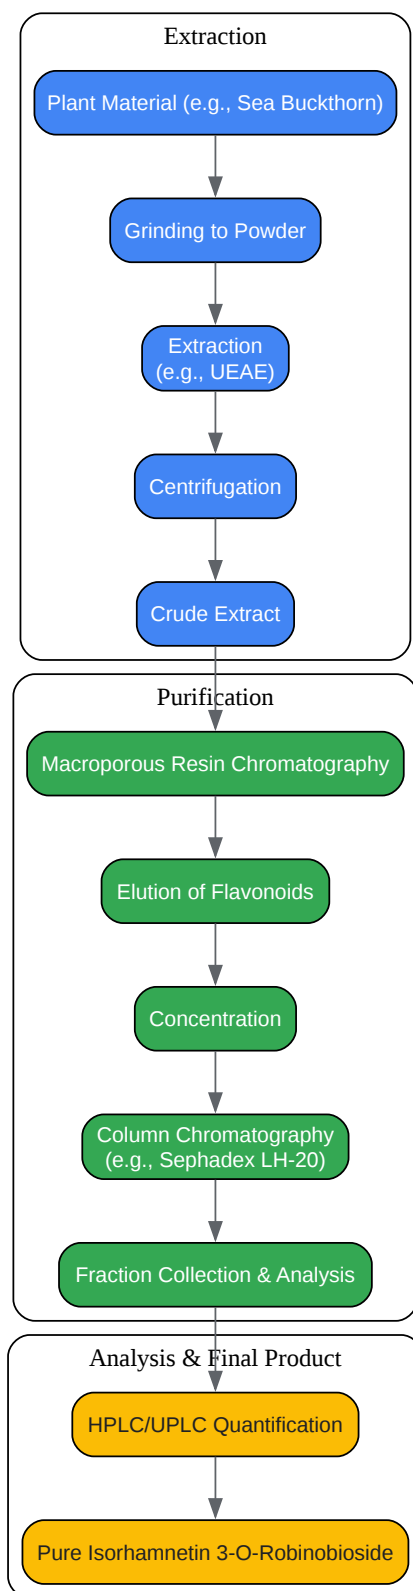 Extraction
Plant Material (e.g., Sea Buckthorn)
Grinding to Powder
Extraction
(e.g., UEAE)
Centrifugation
Crude Extract
Purification
Macroporous Resin Chromatography
Elution of Flavonoids
Concentration
Column Chromatography
(e.g., Sephadex LH-20)
Fraction Collection & Analysis
Analysis & Final Product
HPLC/UPLC Quantification
Pure Isorhamnetin 3-O-Robinobioside